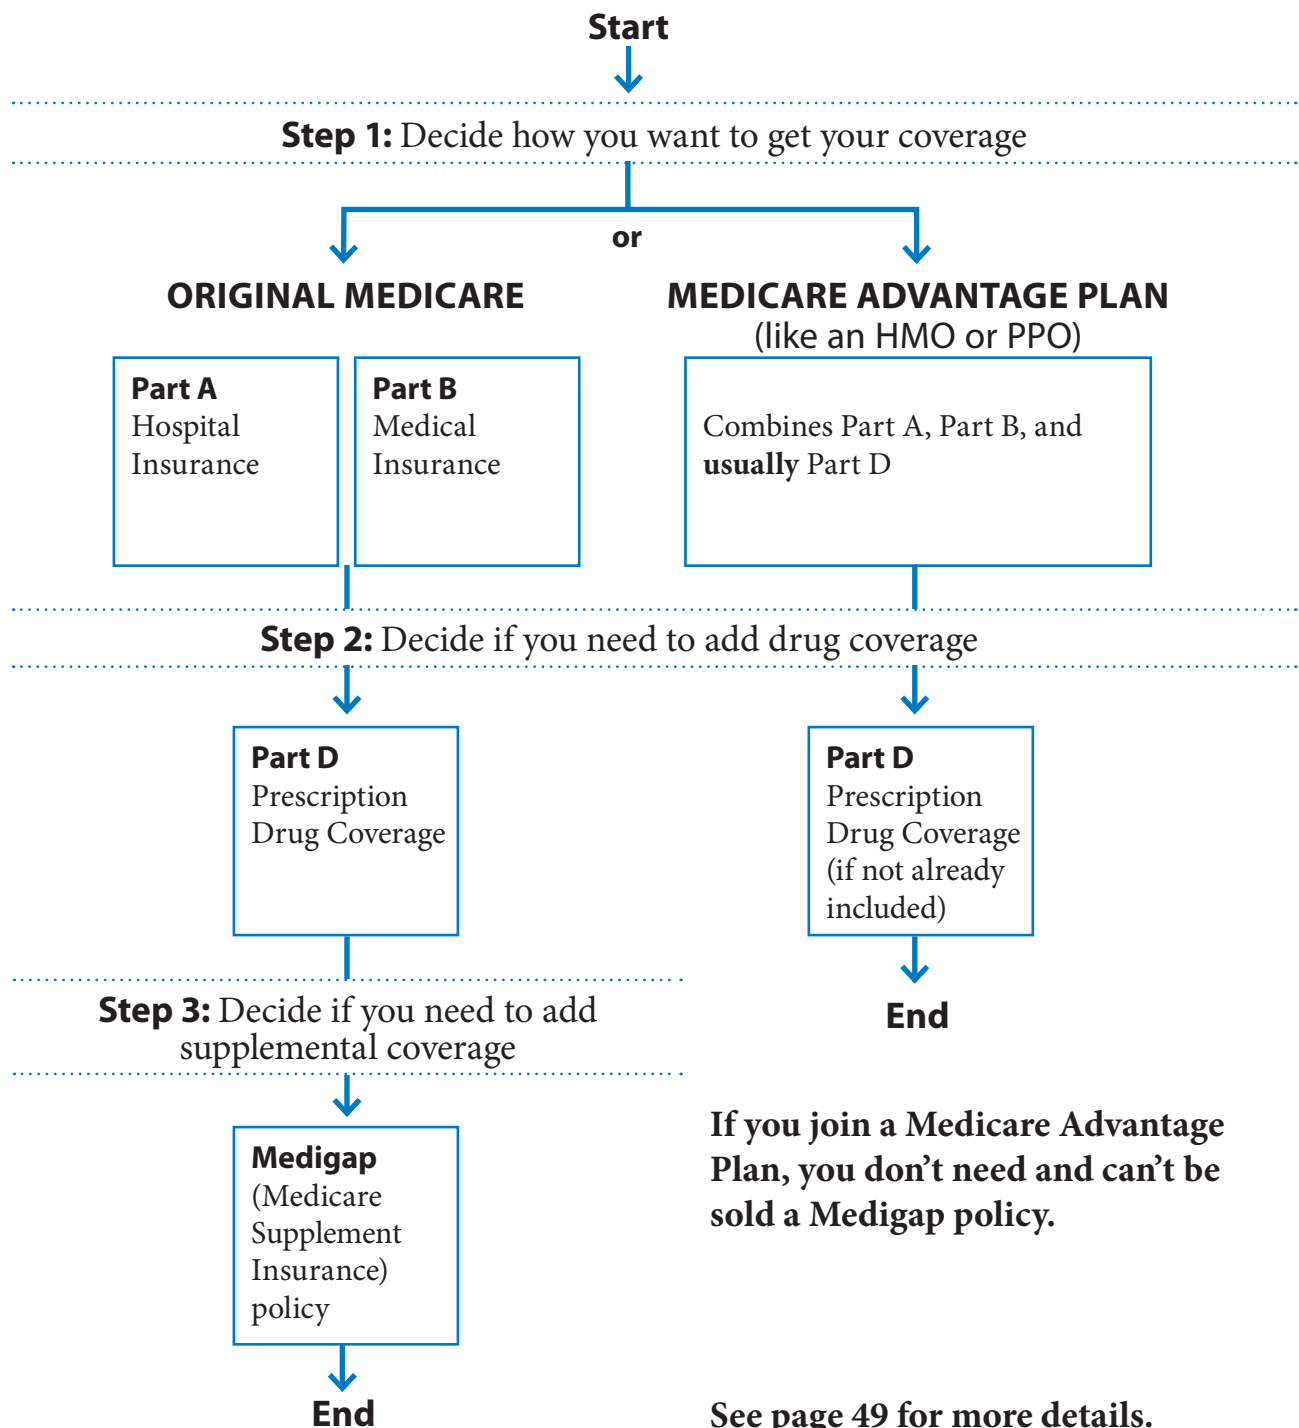 Start
Step 1: Decide how you want to get your coverage
or
ORIGINAL MEDICARE
MEDICARE ADVANTAGE PLAN
(like an HMO or PPO)
Part A
Hospital
Insurance
Part B
Medical
Insurance
Combines Part A, Part B, and
usually Part D
Step 2: Decide if you need to add drug coverage
Part D
Prescription
Drug Coverage
Part D
Prescription
Drug Coverage
(if not already
included)
End
Step 3: Decide if you need to add
supplemental coverage
Medigap
(Medicare
Supplement
Insurance)
policy
End
If you join a Medicare Advantage
Plan, you don’t need and can’t be
sold a Medigap policy.
See page 49 for more details.